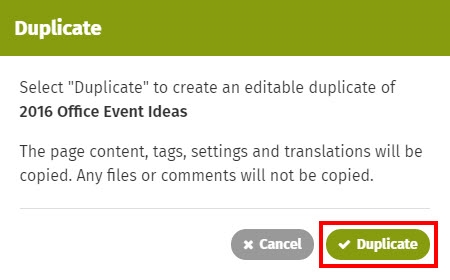 Duplicate
Select "Duplicate" to create an editable duplicate of
2016 Office Event Ideas
The page content, tags, settings and translations will be
copied. Any files or comments will not be copied.
Cancel
Duplicate